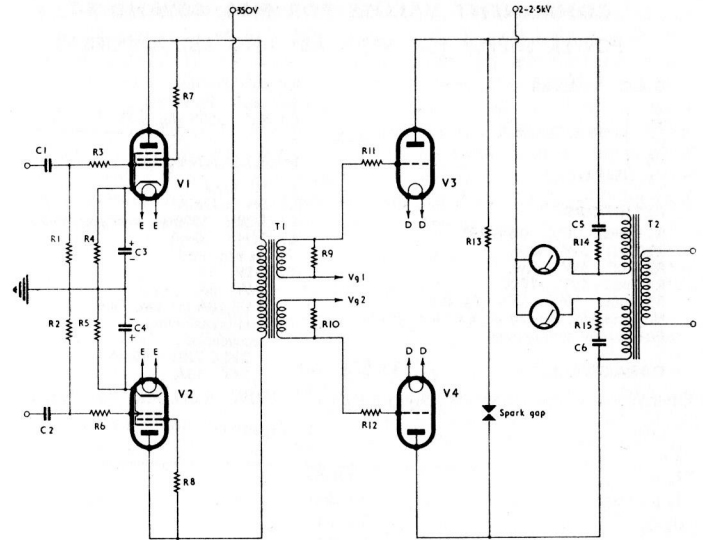 350V
2-2·5kV
R7
C1
R3
R11
V1
V3
E E
D D
R1
R4
C3
+
−
T1
R9
Vg1
Vg2
R10
R13
C5
R14
T2
R2
R5
C4
−
+
R15
C6
E E
D D
V2
V4
C2
R6
R12
Spark gap
R8